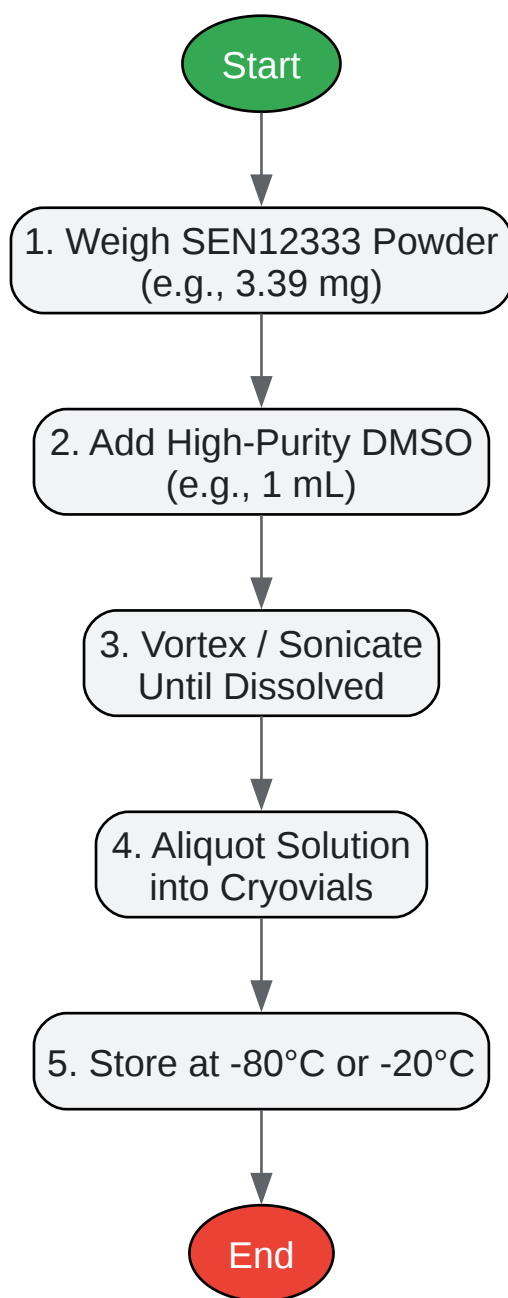 Start
1. Weigh SEN12333 Powder
(e.g., 3.39 mg)
2. Add High-Purity DMSO
(e.g., 1 mL)
3. Vortex / Sonicate
Until Dissolved
4. Aliquot Solution
into Cryovials
5. Store at -80°C or -20°C
End